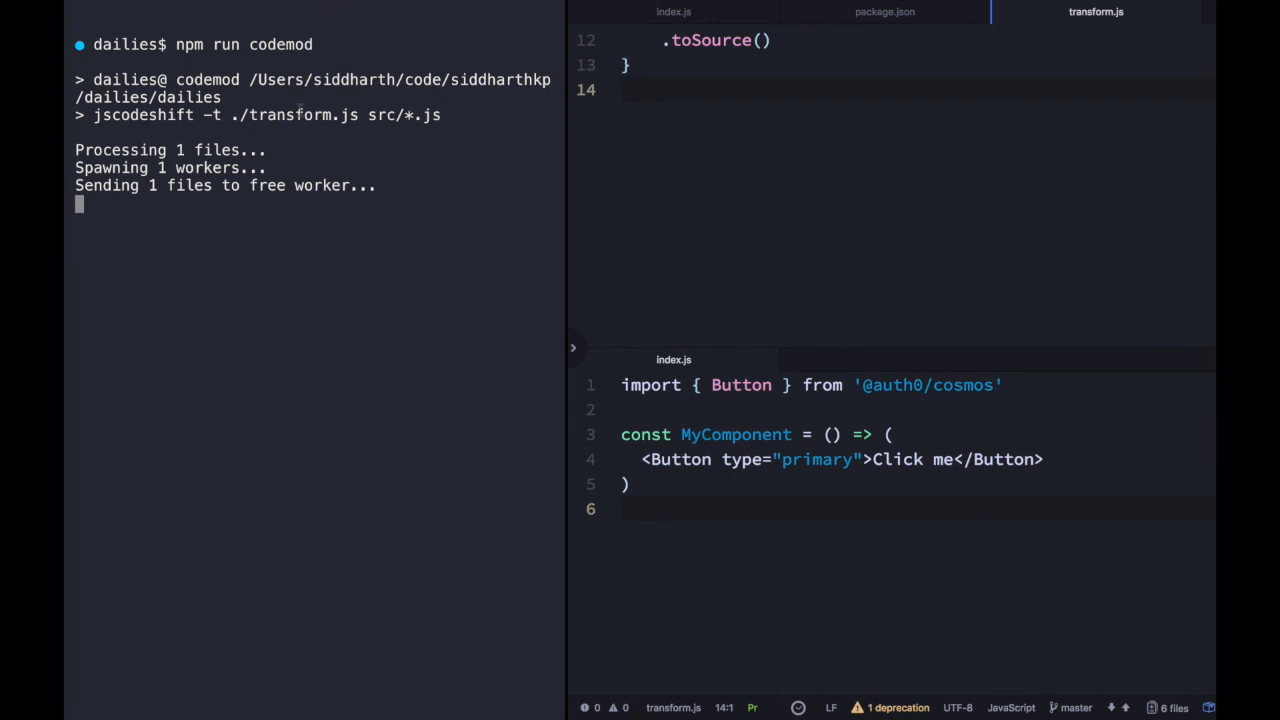 dailies$ npm run codemod
> dailies@ codemod /Users/siddharth/code/siddharthkp
/dailies/dailies
> jscodeshift -t ./transform.js src/*.js
Processing 1 files...
Spawning 1 workers...
Sending 1 files to free worker...
index.js package.json transform.js
12 .toSource()
13 }
14
index.js
1 import { Button } from '@auth0/cosmos'
2
3 const MyComponent = () => (
4 <Button type="primary">Click me</Button>
5 )
6
0 0 transform.js 14:1 Pr LF 1 deprecation UTF-8 JavaScript master 6 files